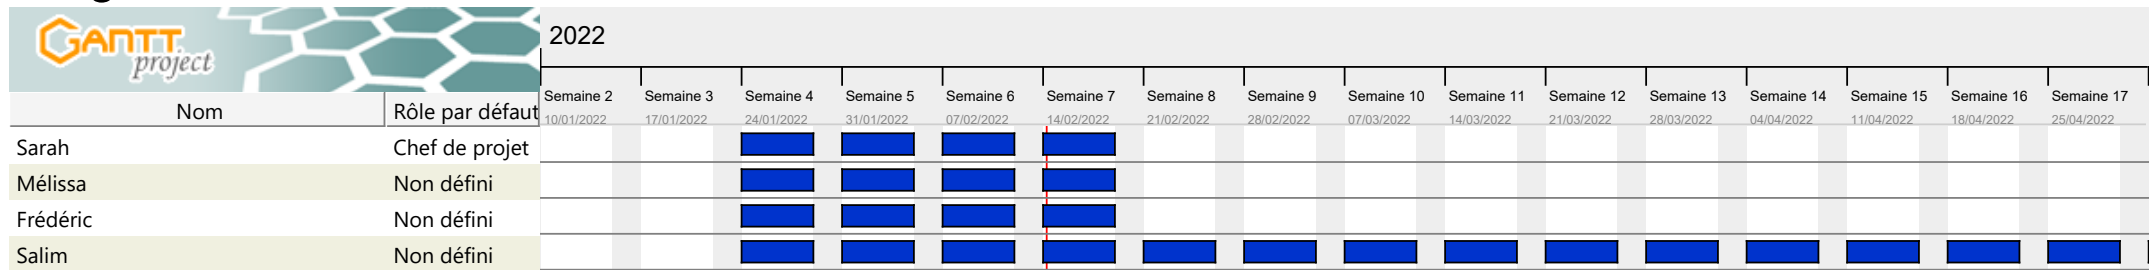 GANTT
project
2022
Semaine 2 Semaine 3 Semaine 4 Semaine 5 Semaine 6 Semaine 7 Semaine 8 Semaine 9 Semaine 10 Semaine 11 Semaine 12 Semaine 13 Semaine 14 Semaine 15 Semaine 16 Semaine 17
Nom Rôle par défaut
10/01/2022 17/01/2022 24/01/2022 31/01/2022 07/02/2022 14/02/2022 21/02/2022 28/02/2022 07/03/2022 14/03/2022 21/03/2022 28/03/2022 04/04/2022 11/04/2022 18/04/2022 25/04/2022
Sarah Chef de projet
Mélissa Non défini
Frédéric Non défini
Salim Non défini